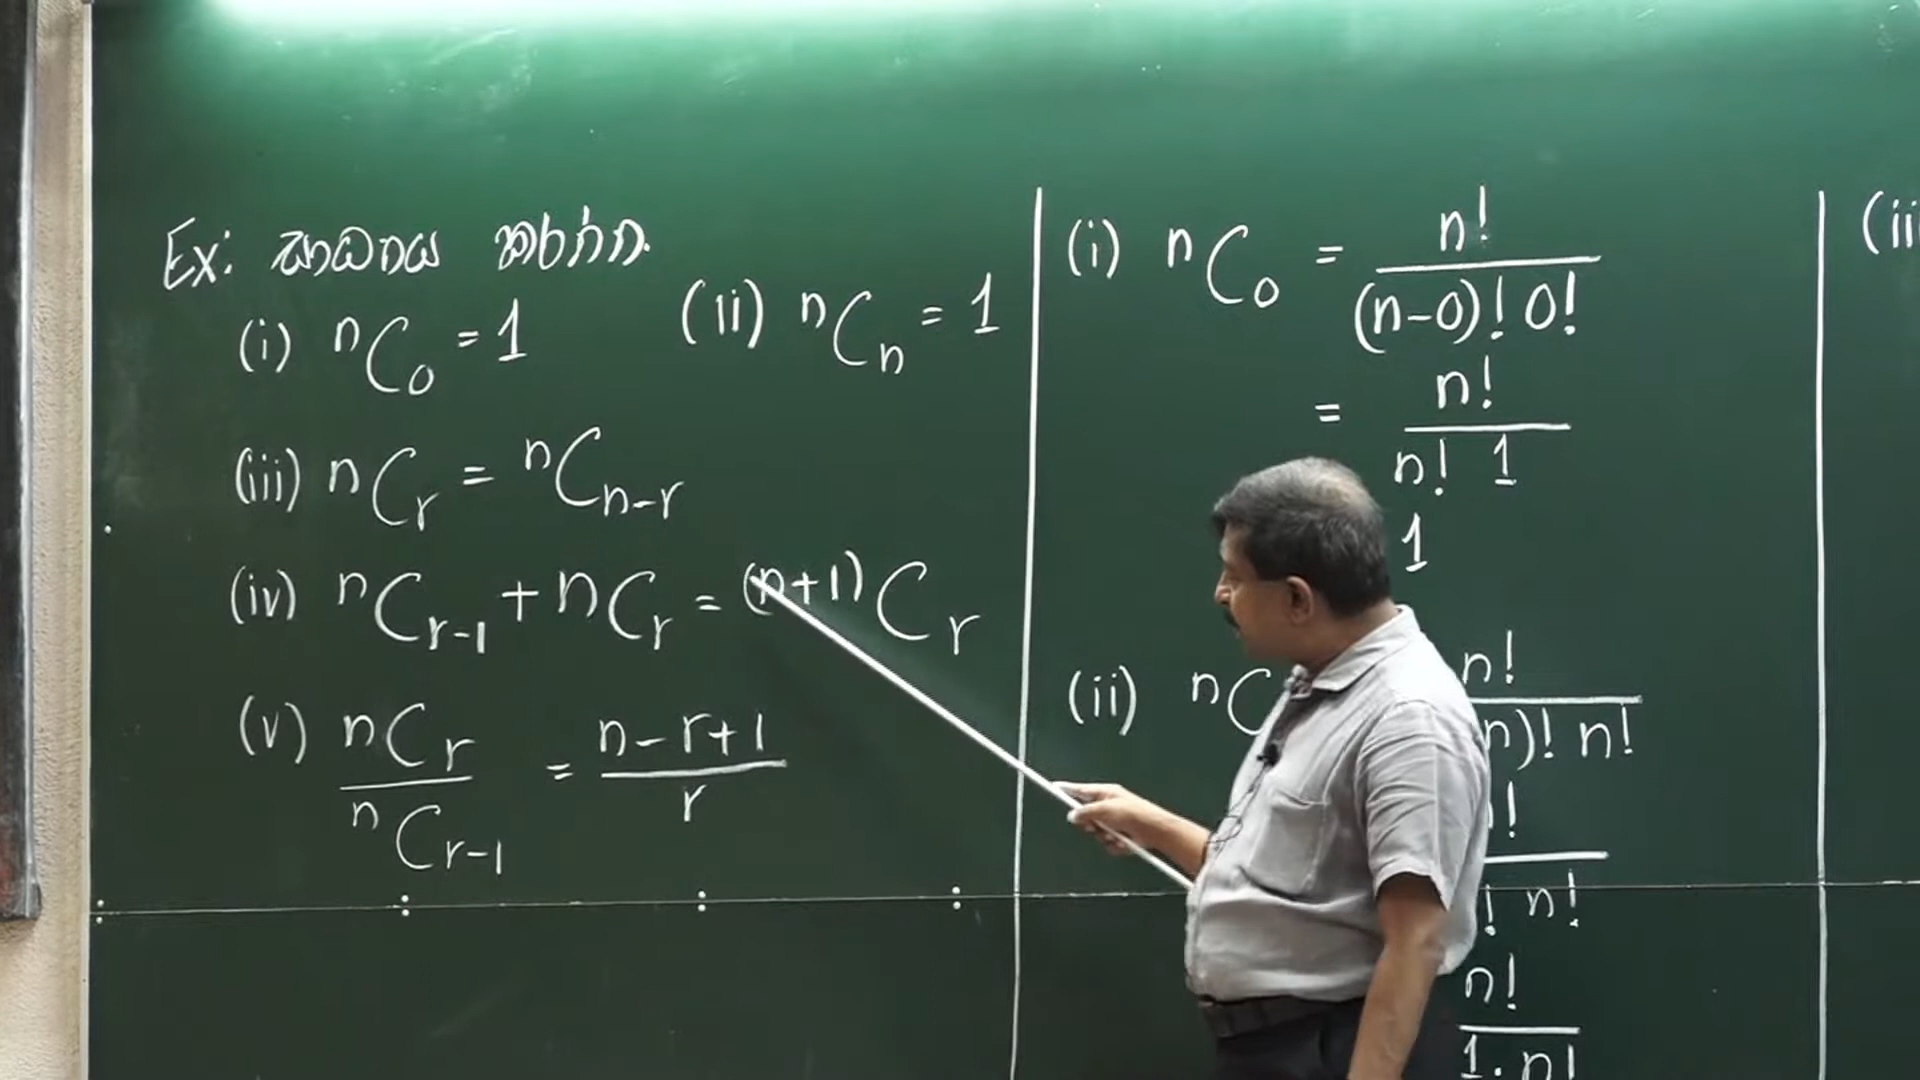 Ex: සාධනය කරන්න.
(i) ⁿC₀ = 1 (ii) ⁿCₙ = 1
(iii) ⁿCᵣ = ⁿCₙ₋ᵣ
(iv) ⁿCᵣ₋₁ + ⁿCᵣ = ⁽ⁿ⁺¹⁾Cᵣ
(v) ⁿCᵣ
ⁿCᵣ₋₁
= n-r+1
r
(i) ⁿC₀ = n!
(n-0)! 0!
= n!
n! 1
1
(ii) ⁿC n!
n)! n!
!
! n!
n!
1. n!
(iii